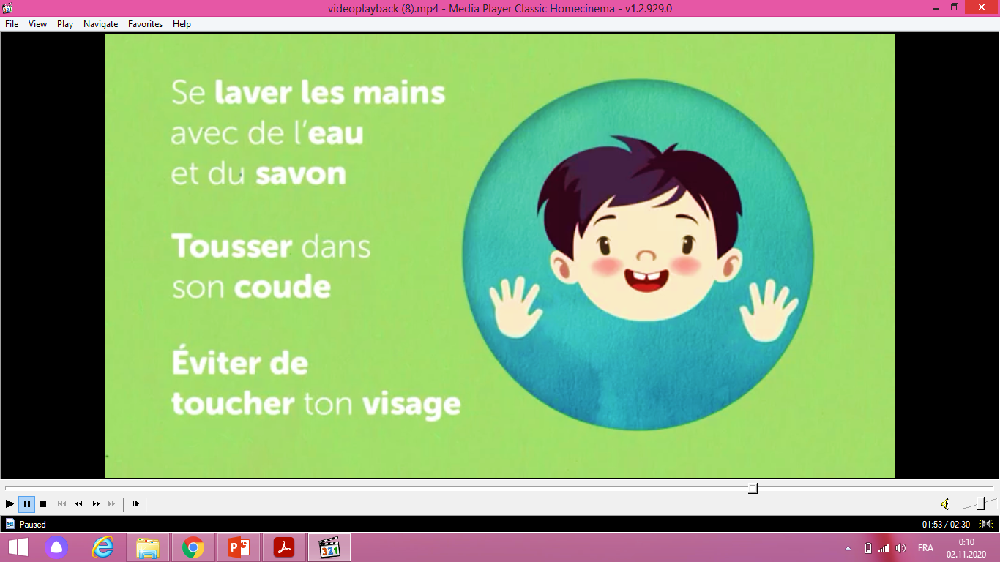 videoplayback (8).mp4 - Media Player Classic Homecinema - v1.2.929.0
File View Play Navigate Favorites Help
Se laver les mains
avec de l’eau
et du savon
Tousser dans
son coude
Éviter de
toucher ton visage
Paused 01:53 / 02:30
321
FRA
0:10
02.11.2020